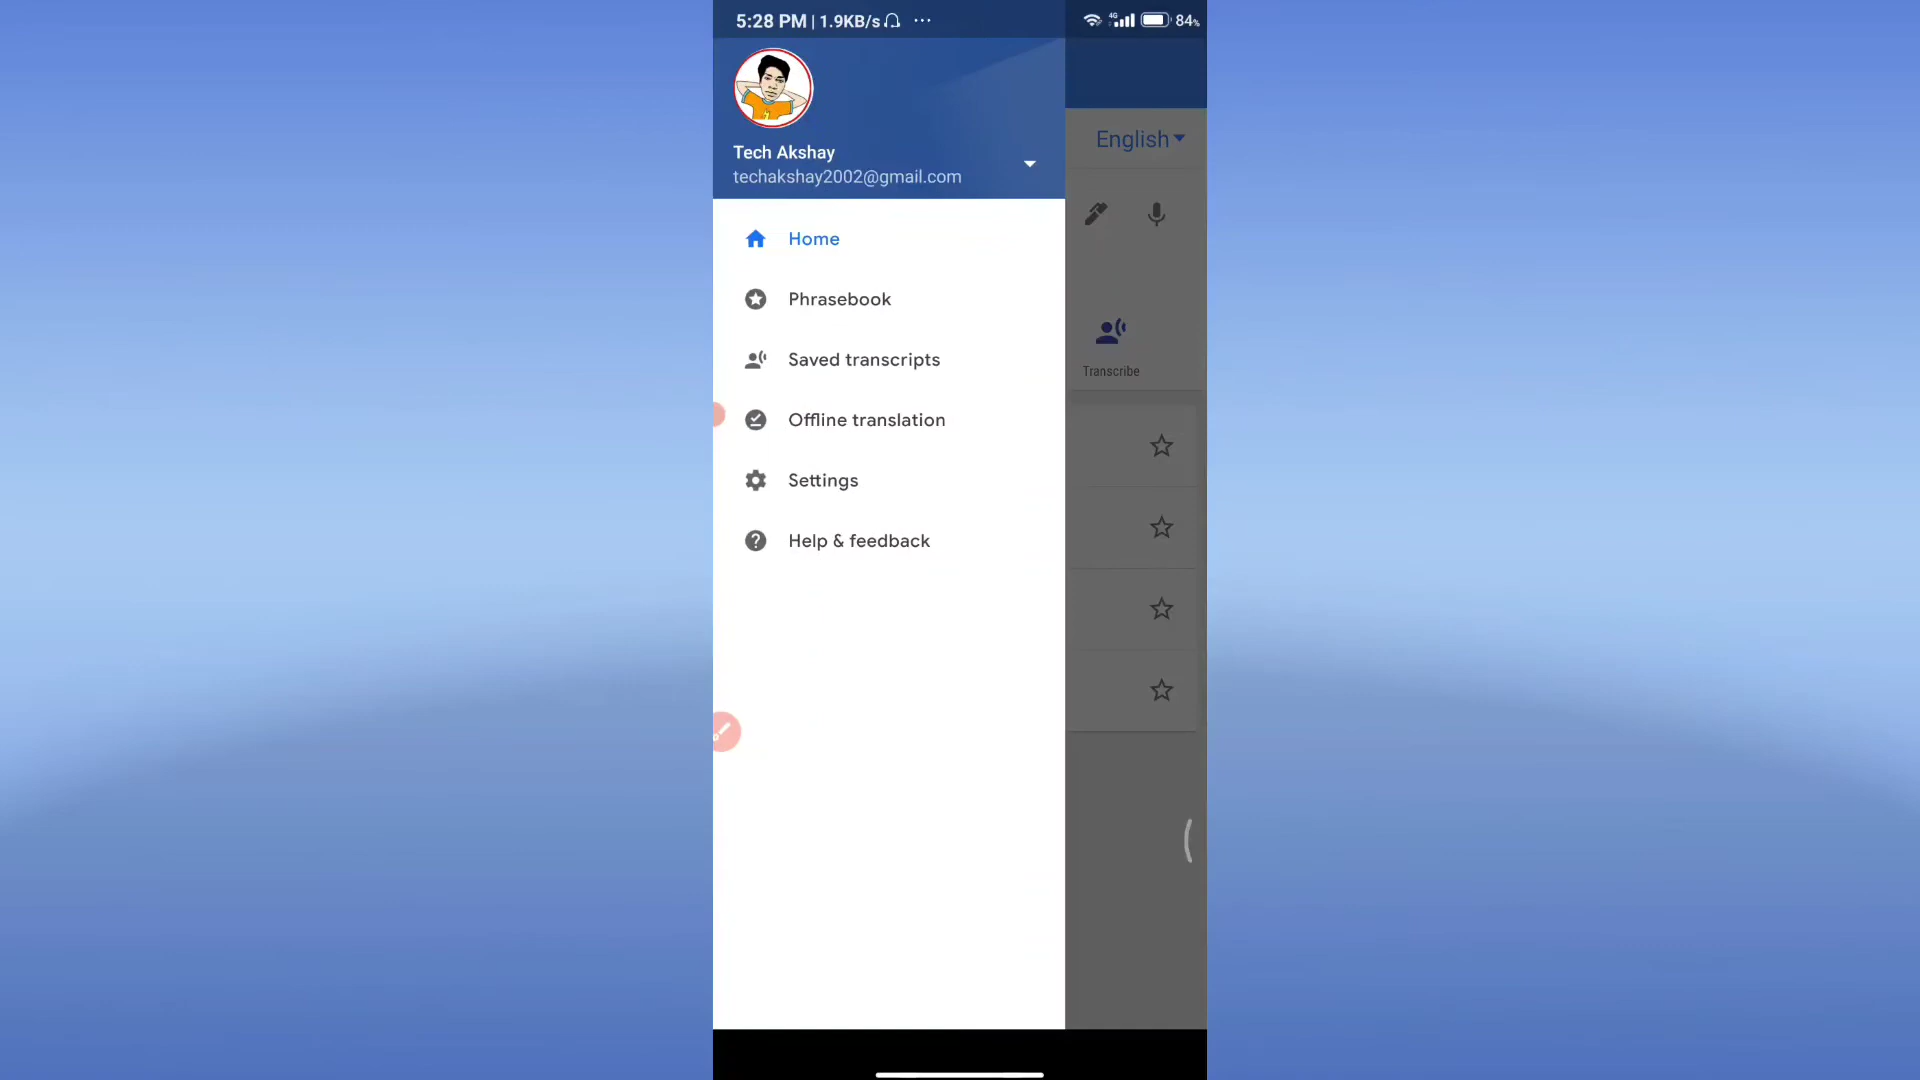 5:28 PM | 1.9KB/s ... 4G 84%
Tech Akshay
techakshay2002@gmail.com
English
Home
Phrasebook
Saved transcripts
Transcribe
Offline translation
Settings
Help & feedback